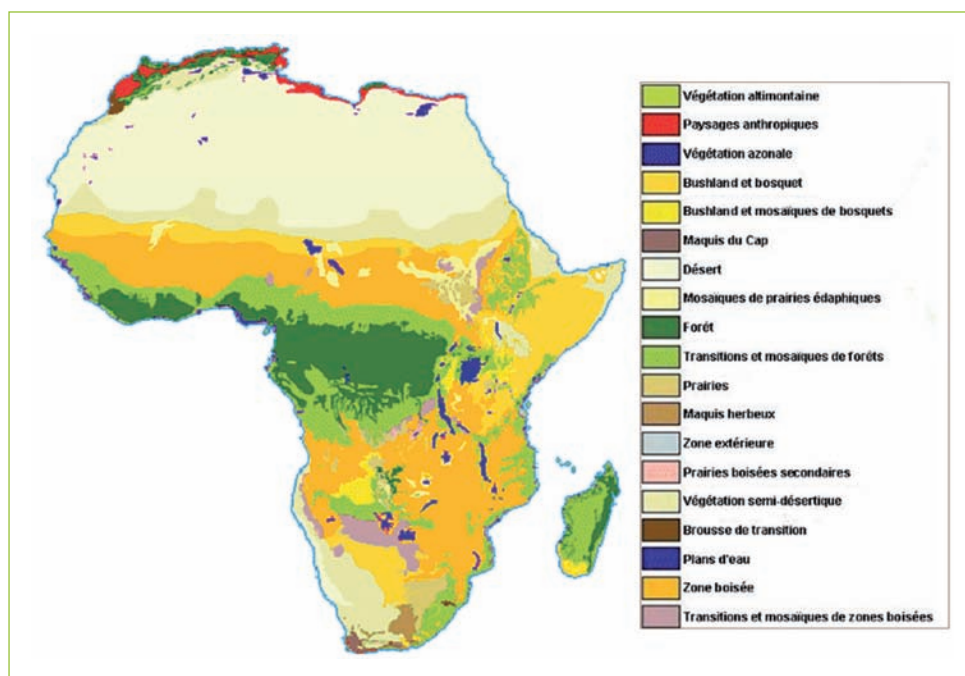 Végétation altimontaine
Paysages anthropiques
Végétation azonale
Bushland et bosquet
Bushland et mosaïques de bosquets
Maquis du Cap
Désert
Mosaïques de prairies édaphiques
Forêt
Transitions et mosaïques de forêts
Prairies
Maquis herbeux
Zone extérieure
Prairies boisées secondaires
Végétation semi-désertique
Brousse de transition
Plans d'eau
Zone boisée
Transitions et mosaïques de zones boisées